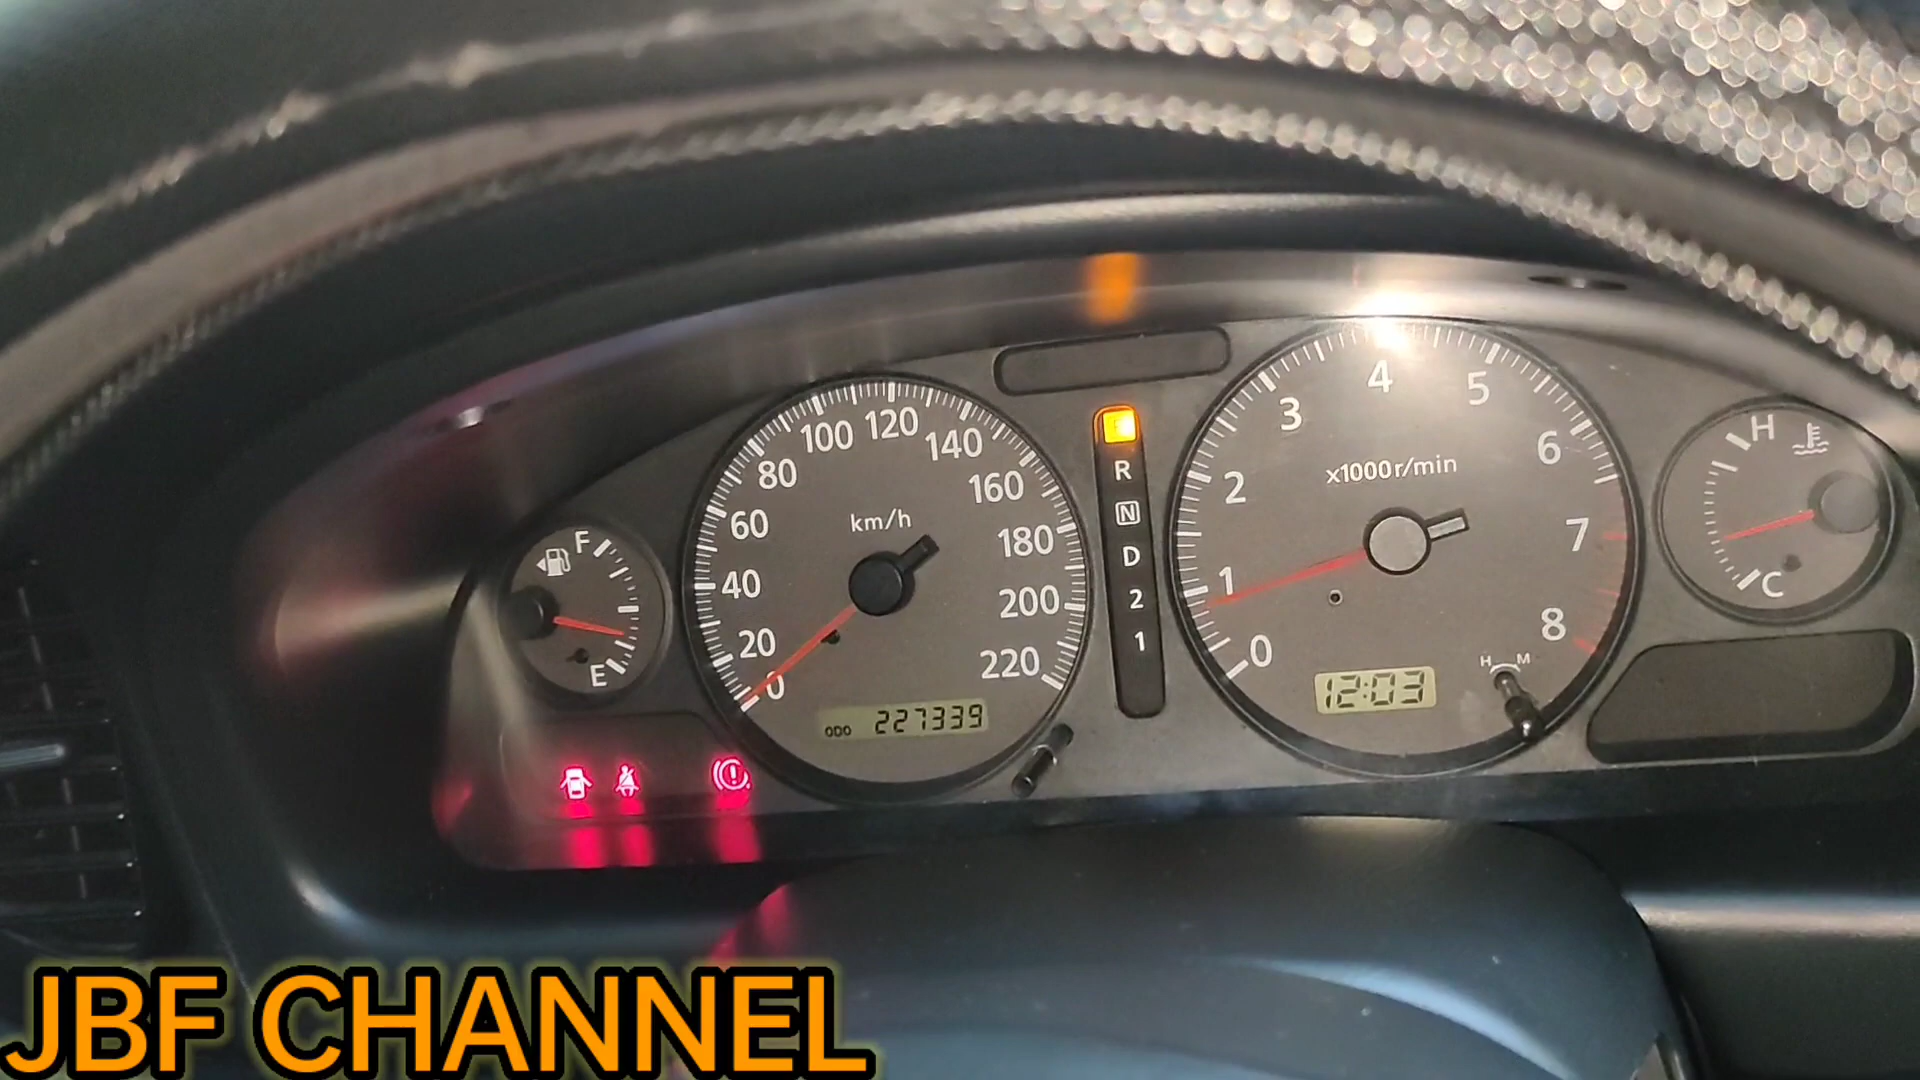 100 120
80 140
60 km/h 160
40 180
20 200
0 220
ODO 227339
F
E
R
N
D
2
1
4
3 5
2 x1000r/min 6
1 7
0 8
H M
12:03
H
C
JBF CHANNEL